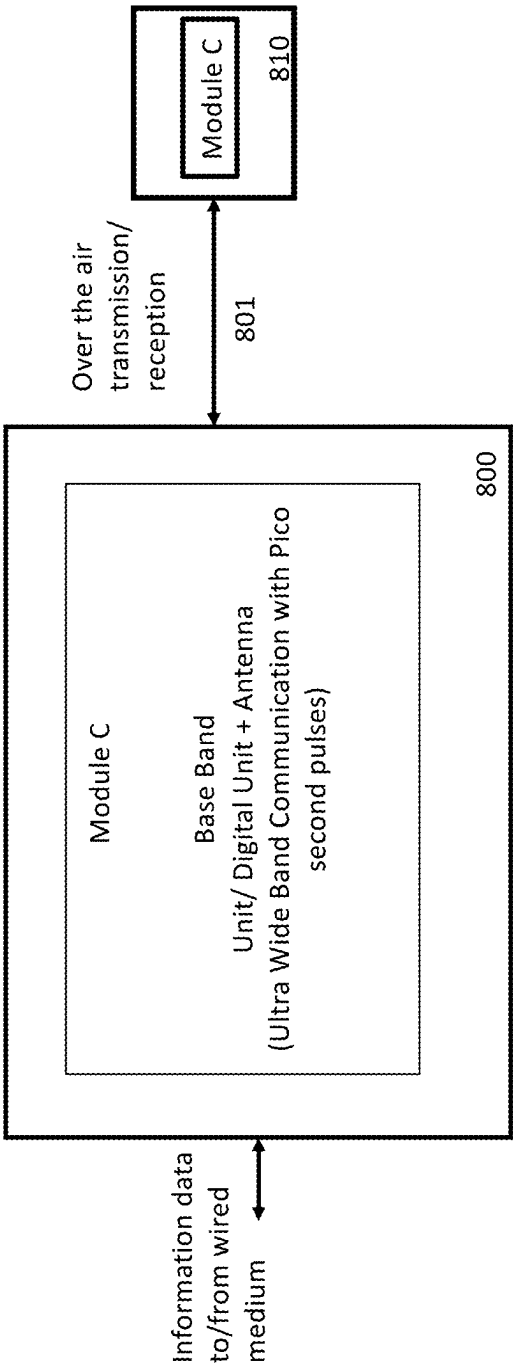 Information data
to/from wired
medium
Module C
Base Band
Unit/ Digital Unit + Antenna
(Ultra Wide Band Communication with Pico
second pulses)
800
Over the air
transmission/
reception
801
Module C
810